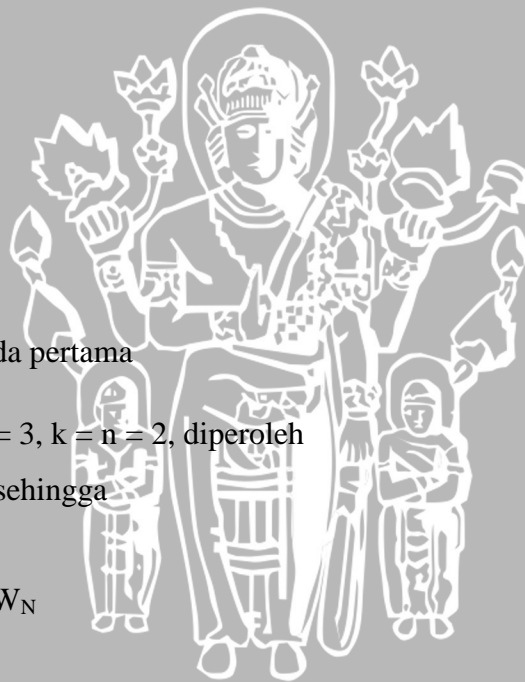 da pertama
= 3, k = n = 2, diperoleh
sehingga
W_N